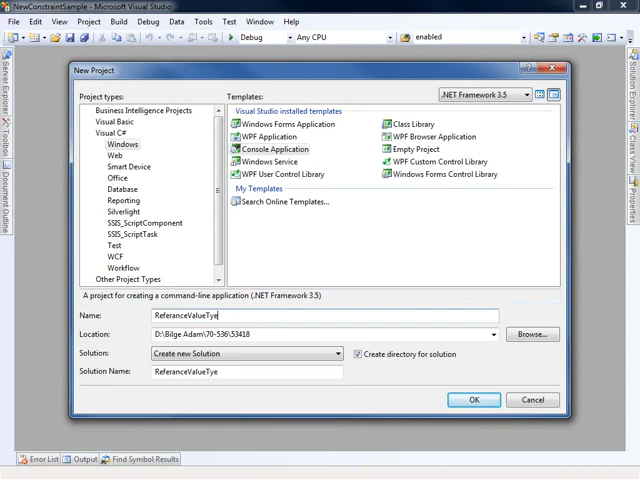 NewConstraintSample - Microsoft Visual Studio
File Edit View Project Build Debug Data Tools Test Window Help
Debug Any CPU enabled
New Project
Project types: Templates: .NET Framework 3.5
Business Intelligence Projects
Visual Basic
Visual C#
Windows
Web
Smart Device
Office
Database
Reporting
Silverlight
SSIS_ScriptComponent
SSIS_ScriptTask
Test
WCF
Workflow
Other Project Types
Visual Studio installed templates
Windows Forms Application Class Library
WPF Application WPF Browser Application
Console Application Empty Project
Windows Service WPF Custom Control Library
WPF User Control Library Windows Forms Control Library
My Templates
Search Online Templates...
A project for creating a command-line application (.NET Framework 3.5)
Name: ReferanceValueTye
Location: D:\Bilge Adam\70-536\53418 Browse...
Solution: Create new Solution Create directory for solution
Solution Name: ReferanceValueTye
OK Cancel
Server Explorer
Toolbox
Document Outline
Solution Explorer
Class View
Properties
Error List Output Find Symbol Results